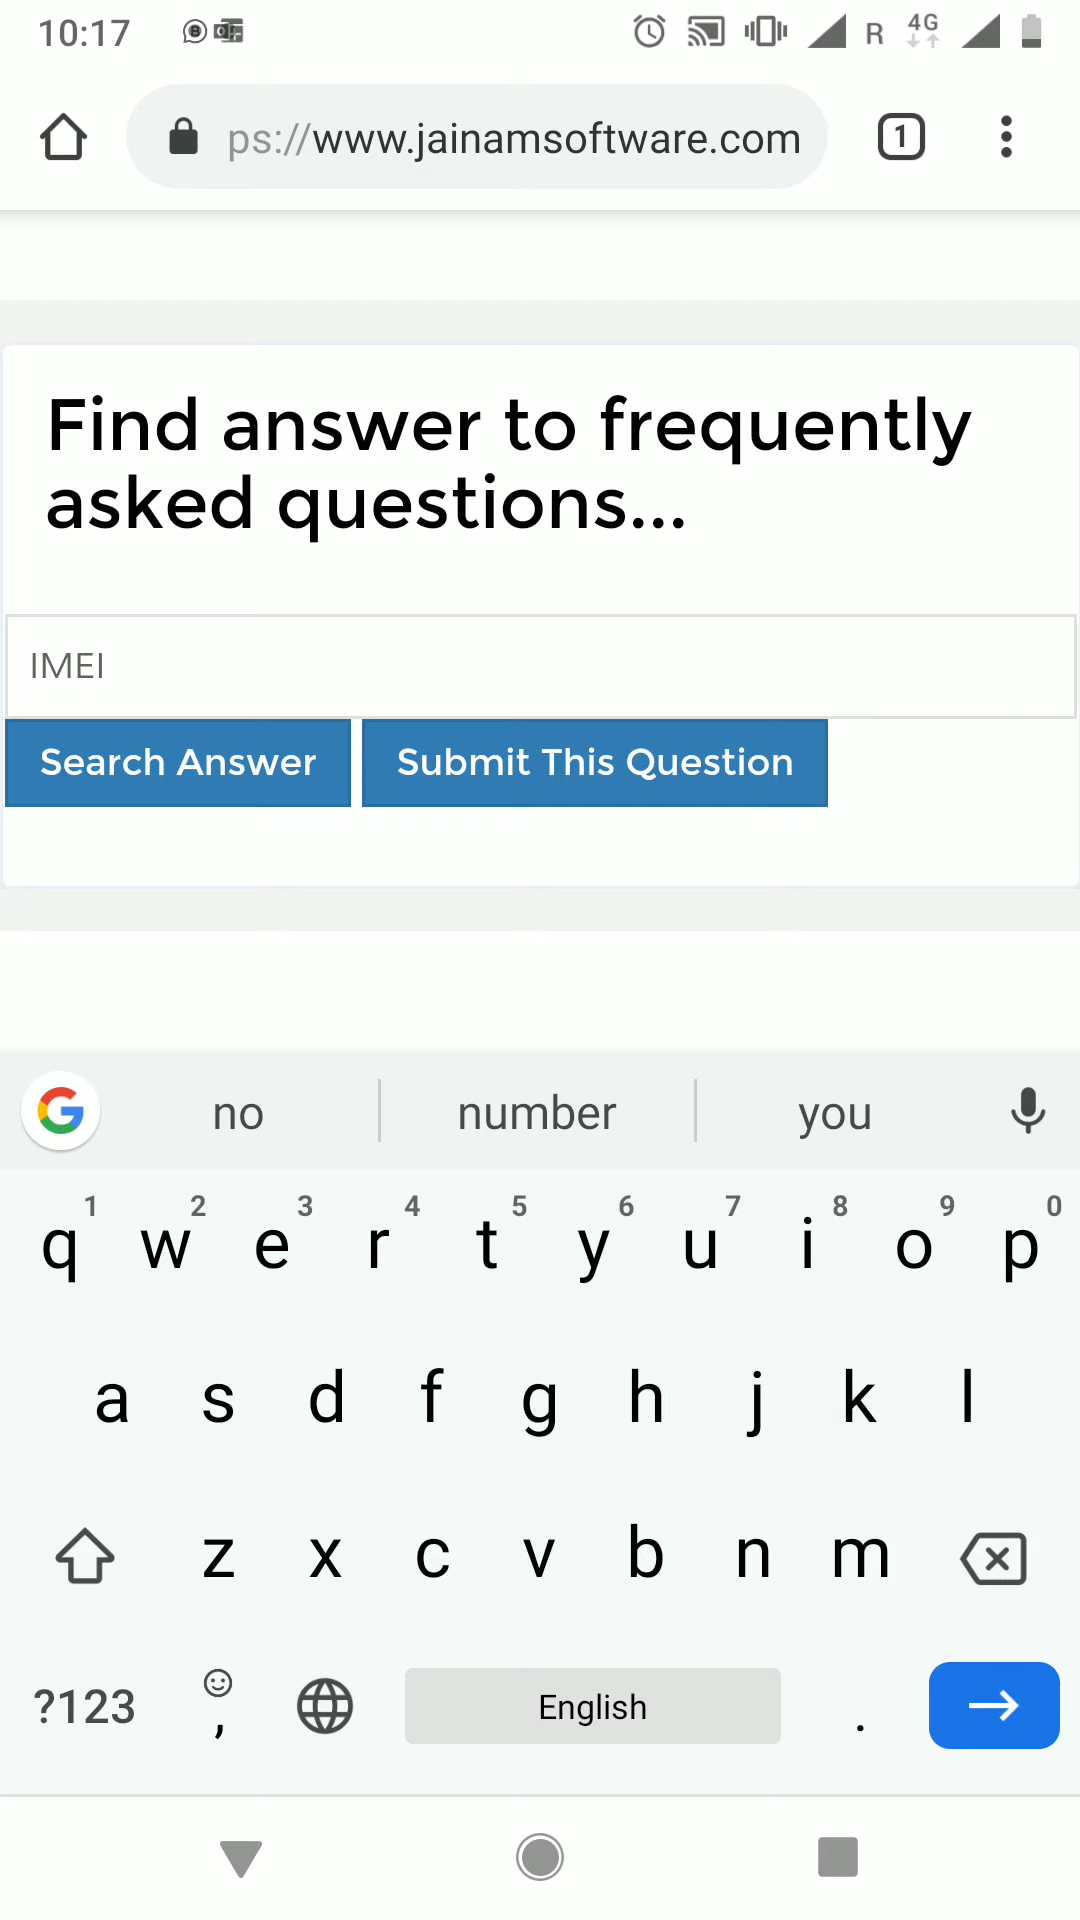 10:17
R 4G
ps://www.jainamsoftware.com 1
Find answer to frequently
asked questions...
IMEI
Search Answer Submit This Question
no number you
1 2 3 4 5 6 7 8 9 0
q w e r t y u i o p
a s d f g h j k l
z x c v b n m
?123 , English .